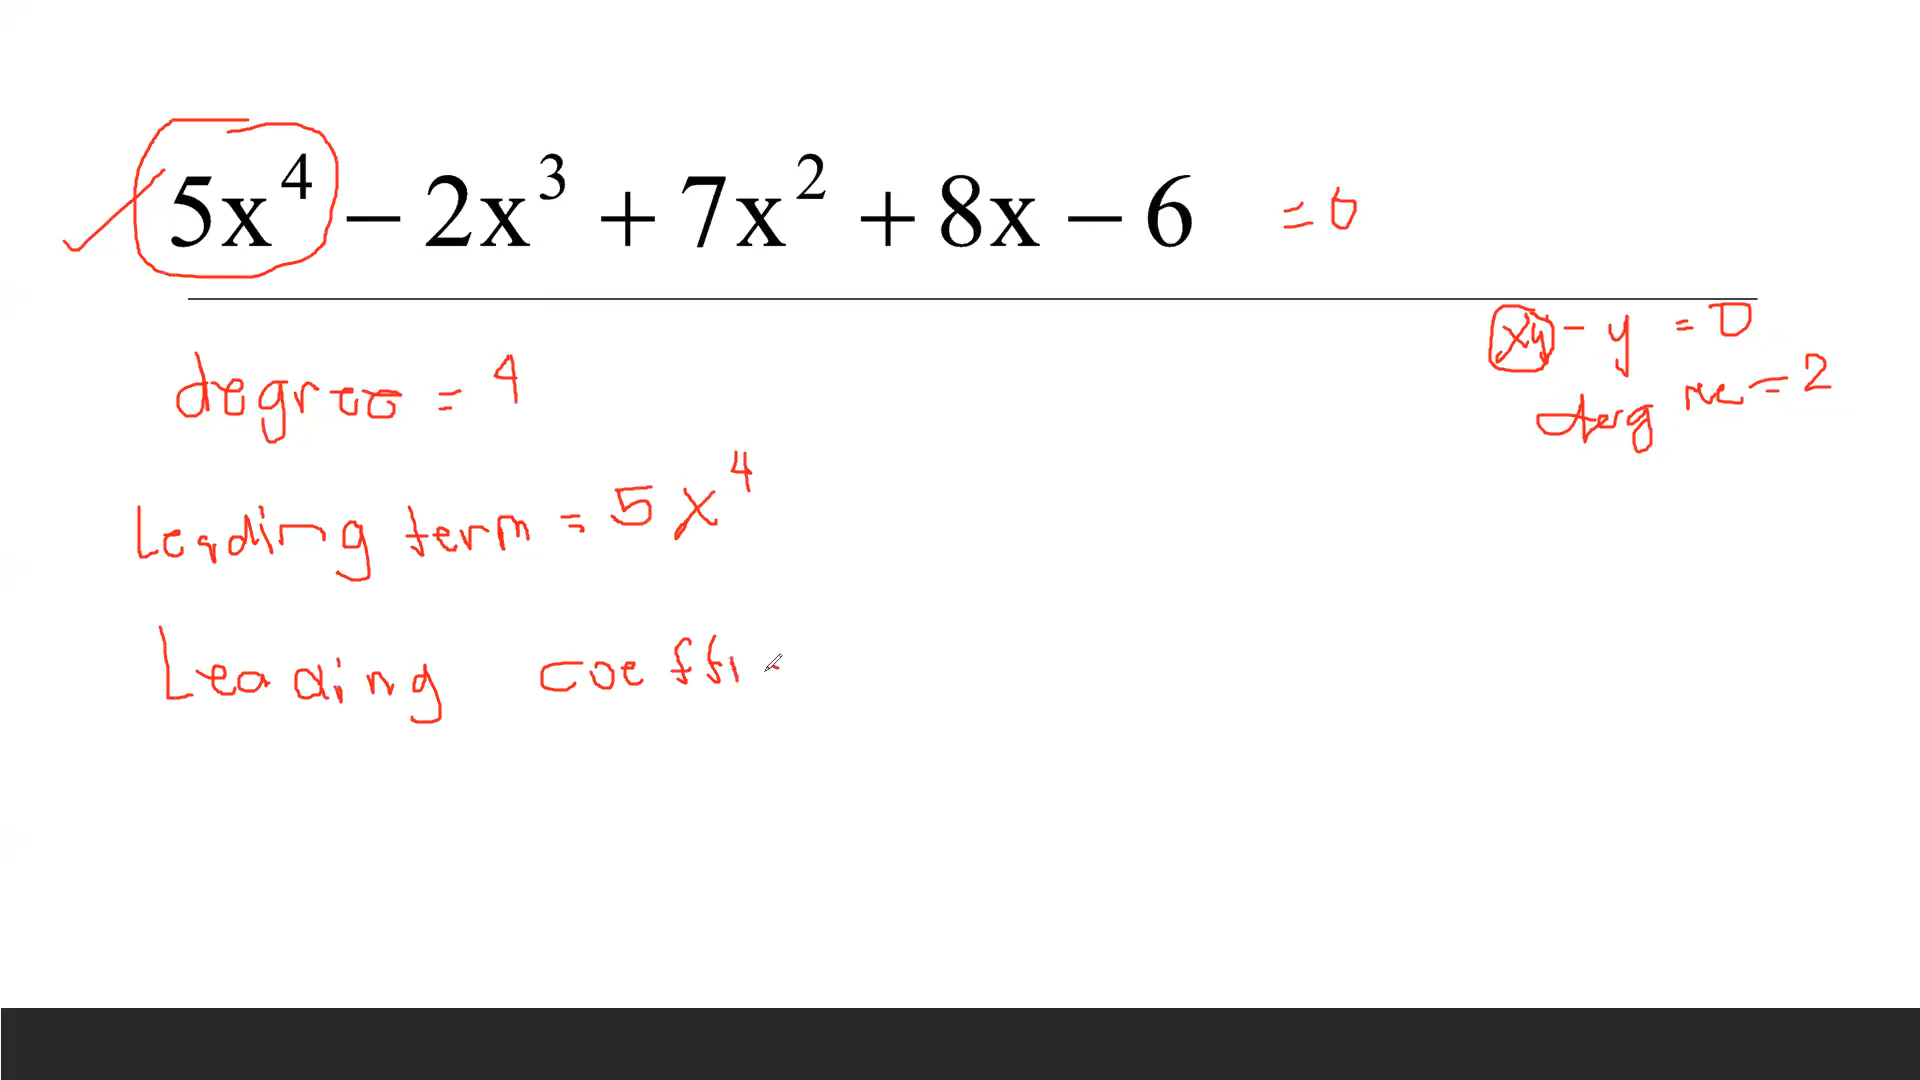 5x⁴ − 2x³ + 7x² + 8x − 6 = 0
xy − y = 0
degree = 2
degree = 4
Leading term = 5x⁴
Leading coeffi